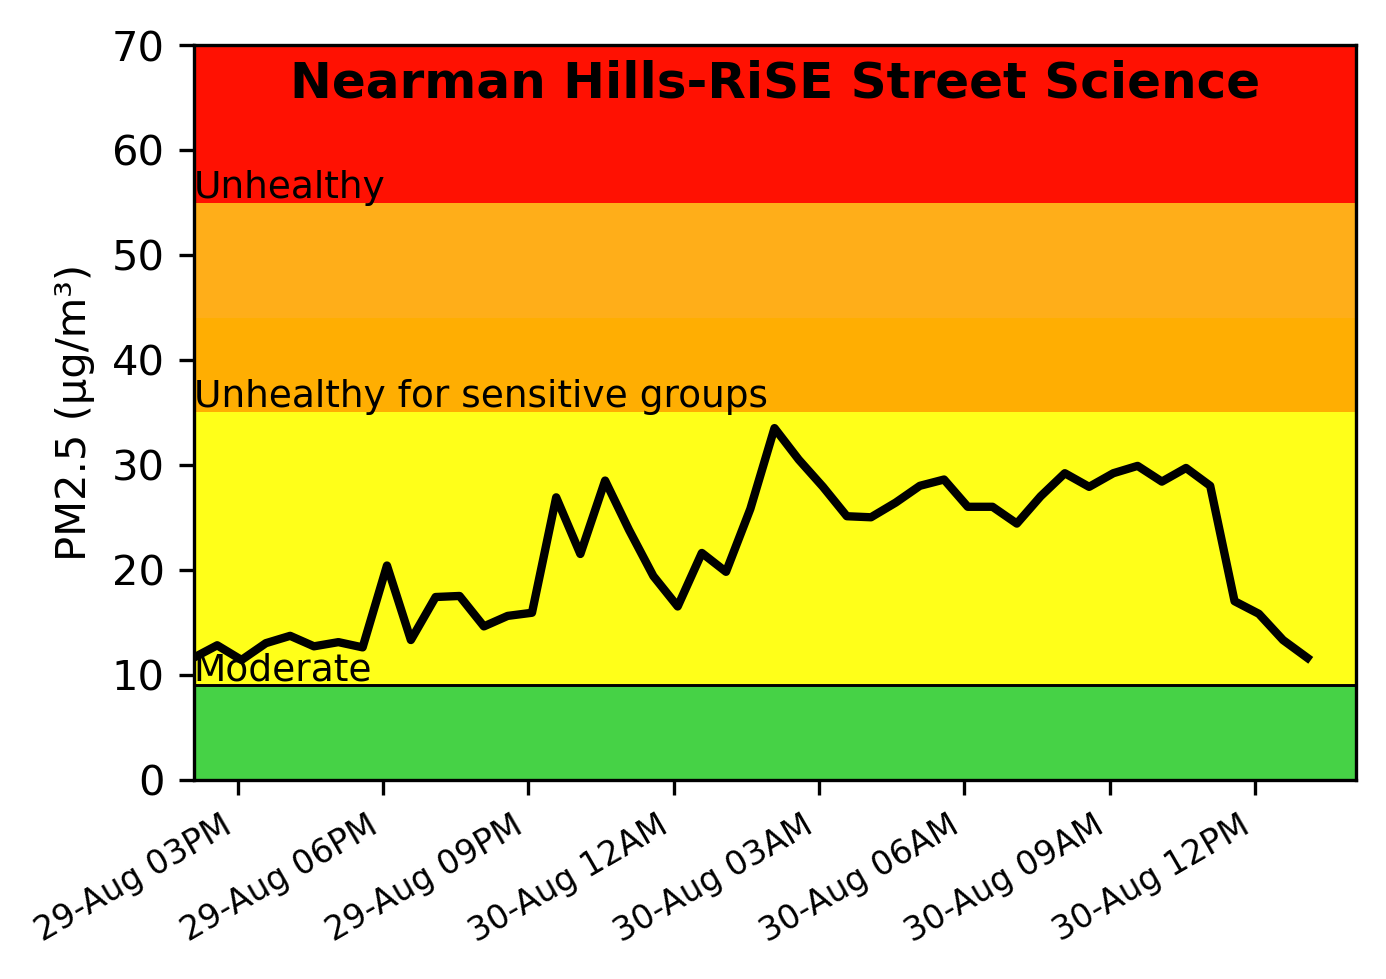 Nearman Hills-RiSE Street Science
70
60
50
40
30
20
10
0
PM2.5 (µg/m³)
Unhealthy
Unhealthy for sensitive groups
Moderate
29-Aug 03PM
29-Aug 06PM
29-Aug 09PM
30-Aug 12AM
30-Aug 03AM
30-Aug 06AM
30-Aug 09AM
30-Aug 12PM